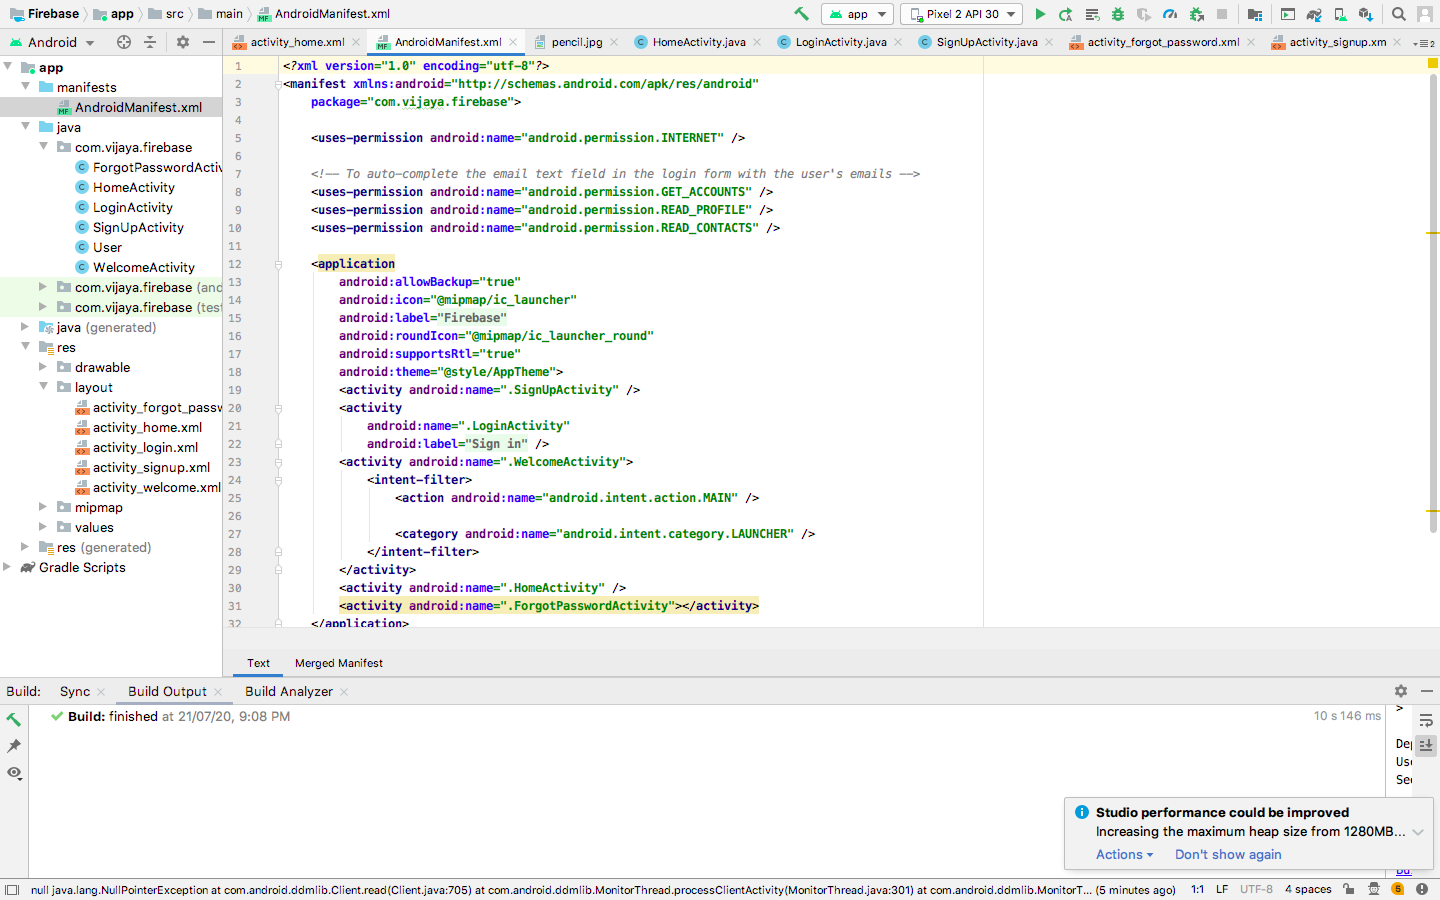 Firebase app src main AndroidManifest.xml app Pixel 2 API 30
Android activity_home.xml AndroidManifest.xml pencil.jpg HomeActivity.java LoginActivity.java SignUpActivity.java activity_forgot_password.xml activity_signup.xm 2
app
manifests
AndroidManifest.xml
java
com.vijaya.firebase
ForgotPasswordActiv
HomeActivity
LoginActivity
SignUpActivity
User
WelcomeActivity
com.vijaya.firebase (and
com.vijaya.firebase (test
java (generated)
res
drawable
layout
activity_forgot_passw
activity_home.xml
activity_login.xml
activity_signup.xml
activity_welcome.xml
mipmap
values
res (generated)
Gradle Scripts
1 <?xml version="1.0" encoding="utf-8"?>
2 <manifest xmlns:android="http://schemas.android.com/apk/res/android"
3 package="com.vijaya.firebase">
4
5 <uses-permission android:name="android.permission.INTERNET" />
6
7 <!-- To auto-complete the email text field in the login form with the user's emails -->
8 <uses-permission android:name="android.permission.GET_ACCOUNTS" />
9 <uses-permission android:name="android.permission.READ_PROFILE" />
10 <uses-permission android:name="android.permission.READ_CONTACTS" />
11
12 <application
13 android:allowBackup="true"
14 android:icon="@mipmap/ic_launcher"
15 android:label="Firebase"
16 android:roundIcon="@mipmap/ic_launcher_round"
17 android:supportsRtl="true"
18 android:theme="@style/AppTheme">
19 <activity android:name=".SignUpActivity" />
20 <activity
21 android:name=".LoginActivity"
22 android:label="Sign in" />
23 <activity android:name=".WelcomeActivity">
24 <intent-filter>
25 <action android:name="android.intent.action.MAIN" />
26
27 <category android:name="android.intent.category.LAUNCHER" />
28 </intent-filter>
29 </activity>
30 <activity android:name=".HomeActivity" />
31 <activity android:name=".ForgotPasswordActivity"></activity>
32 </application>
Text Merged Manifest
Build: Sync Build Output Build Analyzer
Build: finished at 21/07/20, 9:08 PM 10 s 146 ms
>
Dep
Use
See
Studio performance could be improved
Increasing the maximum heap size from 1280MB...
Actions Don't show again
null java.lang.NullPointerException at com.android.ddmlib.Client.read(Client.java:705) at com.android.ddmlib.MonitorThread.processClientActivity(MonitorThread.java:301) at com.android.ddmlib.MonitorT... (5 minutes ago) 1:1 LF UTF-8 4 spaces 5